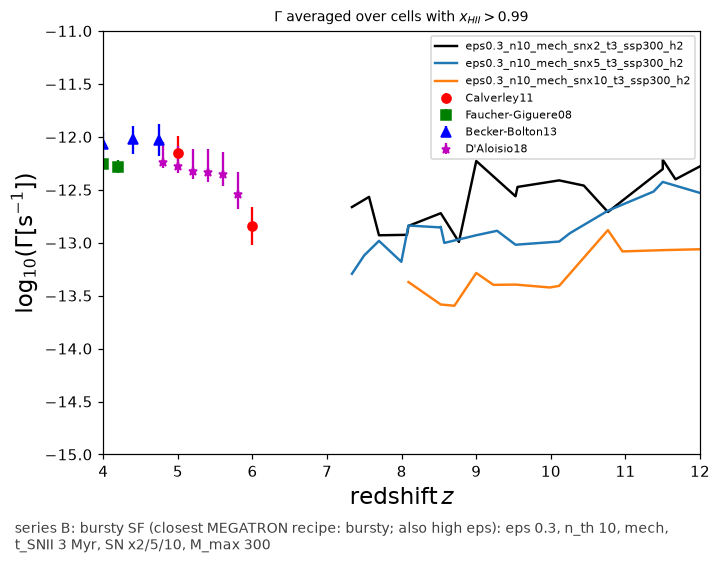 Γ averaged over cells with x_HII > 0.99
eps0.3_n10_mech_snx2_t3_ssp300_h2
eps0.3_n10_mech_snx5_t3_ssp300_h2
eps0.3_n10_mech_snx10_t3_ssp300_h2
Calverley11
Faucher-Giguere08
Becker-Bolton13
D'Aloisio18
log₁₀(Γ[s⁻¹])
−11.0
−11.5
−12.0
−12.5
−13.0
−13.5
−14.0
−14.5
−15.0
4 5 6 7 8 9 10 11 12
redshift z
series B: bursty SF (closest MEGATRON recipe: bursty; also high eps): eps 0.3, n_th 10, mech,
t_SNII 3 Myr, SN x2/5/10, M_max 300